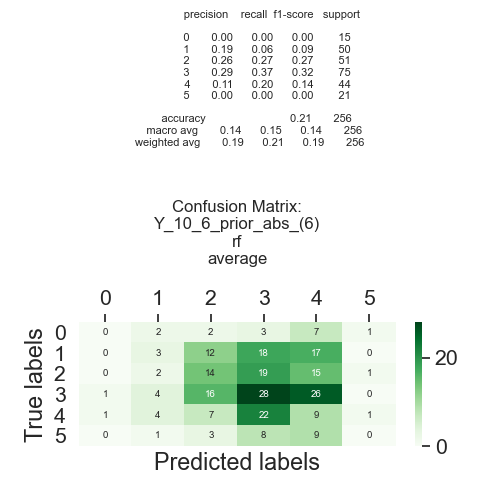 precision recall f1-score support
0 0.00 0.00 0.00 15
1 0.19 0.06 0.09 50
2 0.26 0.27 0.27 51
3 0.29 0.37 0.32 75
4 0.11 0.20 0.14 44
5 0.00 0.00 0.00 21
accuracy 0.21 256
macro avg 0.14 0.15 0.14 256
weighted avg 0.19 0.21 0.19 256
Confusion Matrix:
Y_10_6_prior_abs_(6)
rf
average
0 1 2 3 4 5
True labels
0 0 2 2 3 7 1
1 0 3 12 18 17 0
2 0 2 14 19 15 1
3 1 4 16 28 26 0
4 1 4 7 22 9 1
5 0 1 3 8 9 0
Predicted labels
20
0